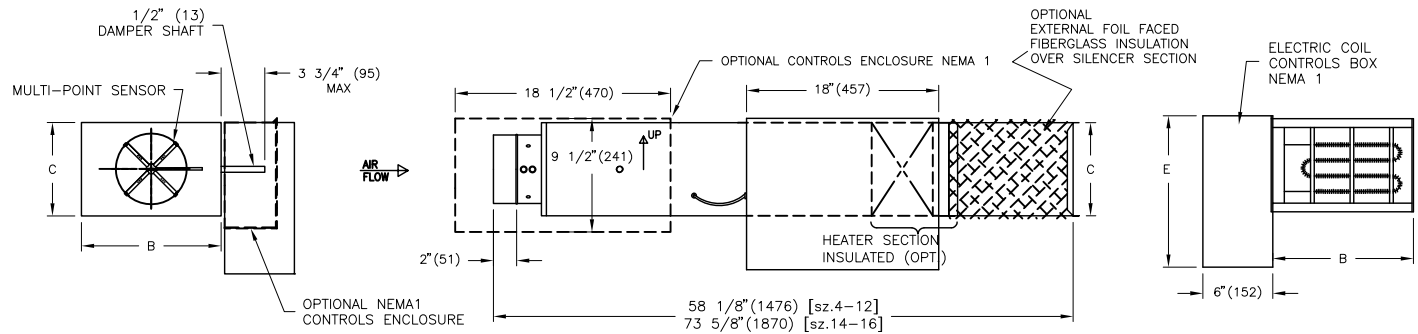 1/2" (13)
DAMPER SHAFT
3 3/4" (95)
MAX
MULTI-POINT SENSOR
C
B
OPTIONAL NEMA1
CONTROLS ENCLOSURE
AIR
FLOW
18 1/2"(470)
OPTIONAL CONTROLS ENCLOSURE NEMA 1
18"(457)
OPTIONAL
EXTERNAL FOIL FACED
FIBERGLASS INSULATION
OVER SILENCER SECTION
UP
9 1/2"(241)
C
2"(51)
HEATER SECTION
INSULATED (OPT.)
58 1/8"(1476) [sz.4-12]
73 5/8"(1870) [sz.14-16]
ELECTRIC COIL
CONTROLS BOX
NEMA 1
E
B
6"(152)